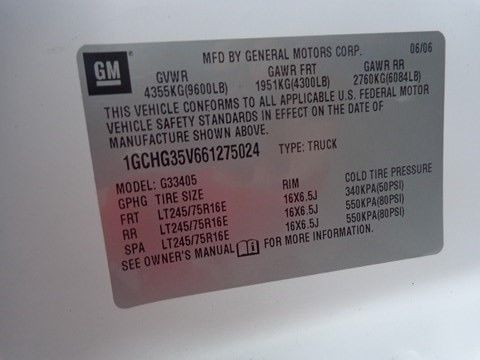 GM
MFD BY GENERAL MOTORS CORP. 06/06
GVWR GAWR FRT GAWR RR
4355KG(9600LB) 1951KG(4300LB) 2760KG(6084LB)
THIS VEHICLE CONFORMS TO ALL APPLICABLE U.S. FEDERAL MOTOR
VEHICLE SAFETY STANDARDS IN EFFECT ON THE DATE OF
MANUFACTURE SHOWN ABOVE.
1GCHG35V661275024 TYPE: TRUCK
MODEL: G33405
GPHG TIRE SIZE RIM COLD TIRE PRESSURE
FRT LT245/75R16E 16X6.5J 340KPA(50PSI)
RR LT245/75R16E 16X6.5J 550KPA(80PSI)
SPA LT245/75R16E 16X6.5J 550KPA(80PSI)
SEE OWNER'S MANUAL FOR MORE INFORMATION.